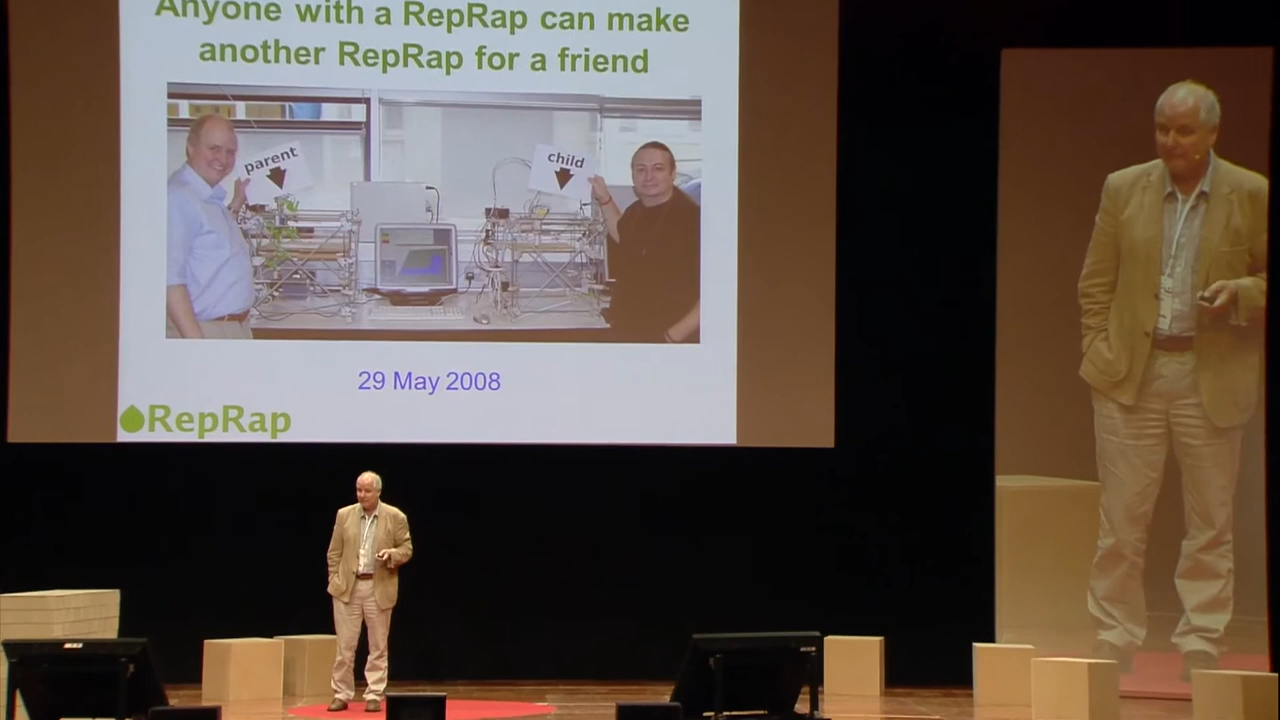 Anyone with a RepRap can make
another RepRap for a friend
parent
child
29 May 2008
RepRap